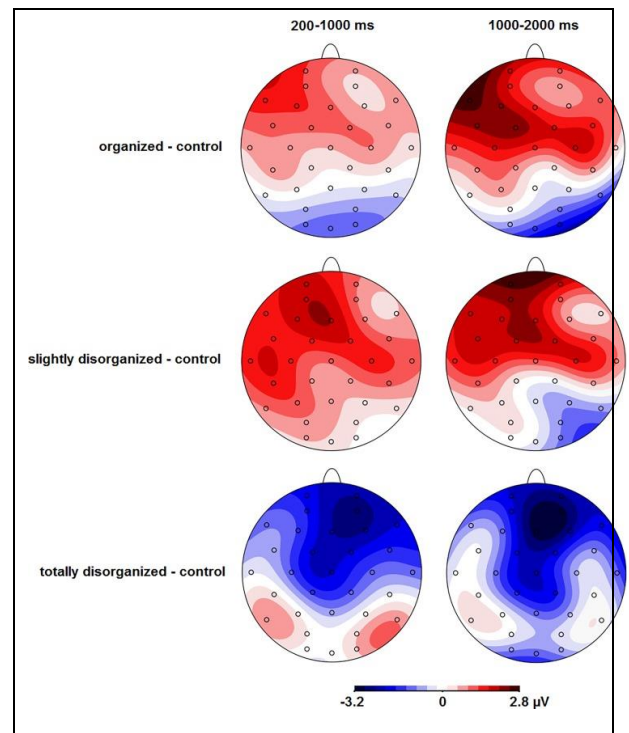 200-1000 ms 1000-2000 ms
organized - control
slightly disorganized - control
totally disorganized - control
-3.2 0 2.8 µV